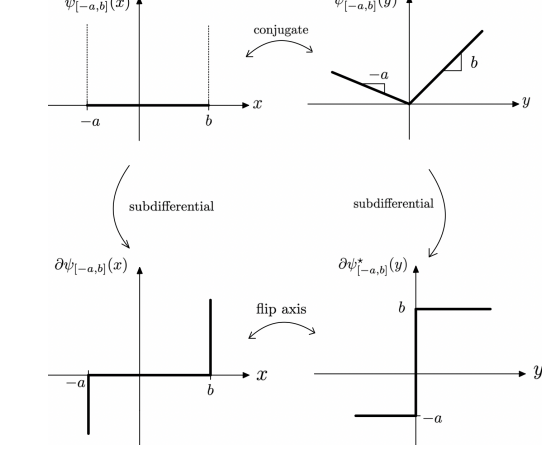 ψ[-a,b](x)
ψ*[-a,b](y)
conjugate
-a
b
x
-a
b
y
subdifferential
subdifferential
∂ψ[-a,b](x)
∂ψ*[-a,b](y)
flip axis
b
-a
b
x
y
-a